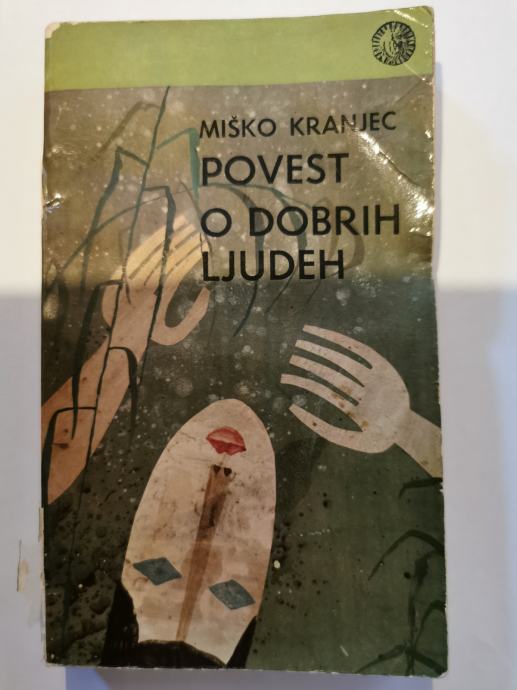 MIŠKO KRANJEC
POVEST
O DOBRIH
LJUDEH